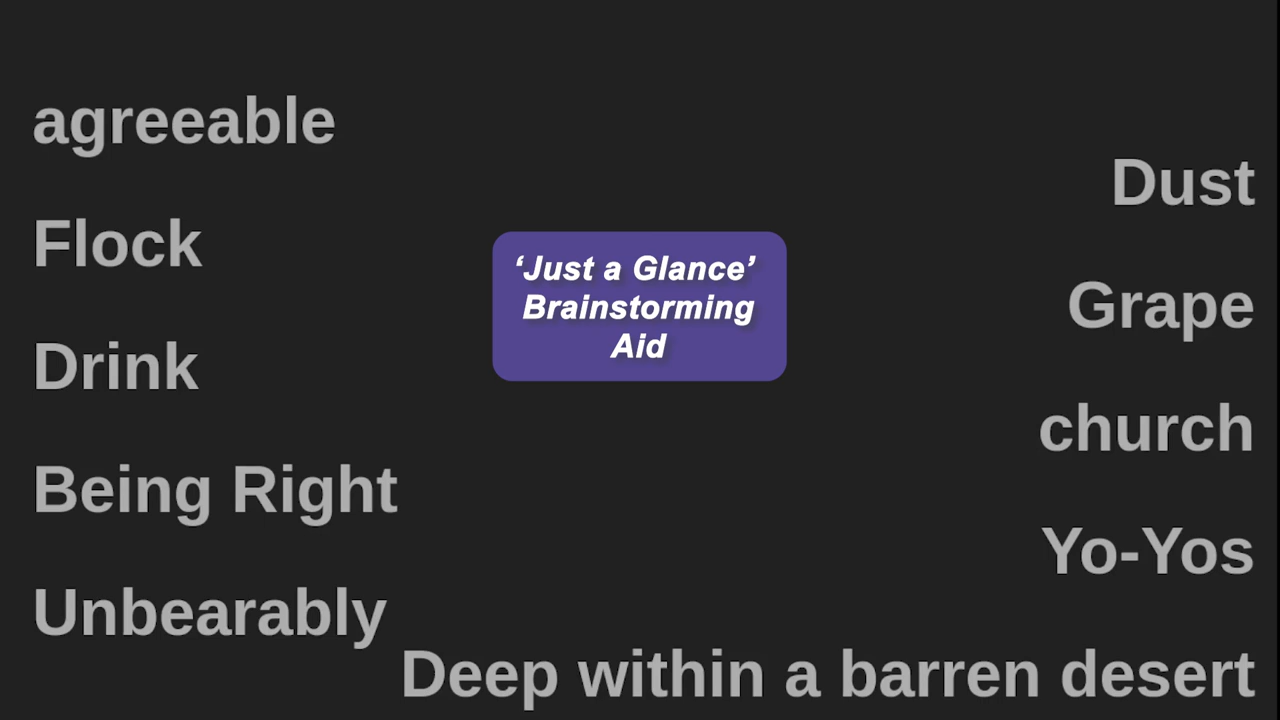 agreeable
Dust
Flock
‘Just a Glance’
Brainstorming
Aid
Grape
Drink
church
Being Right
Yo-Yos
Unbearably
Deep within a barren desert